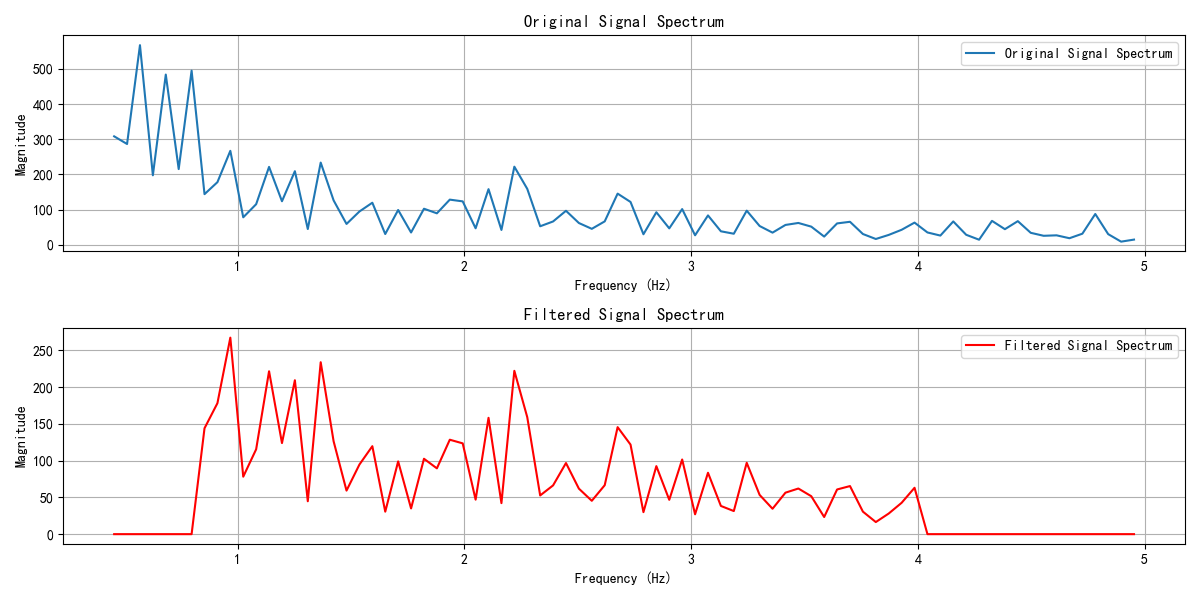 Original Signal Spectrum
Original Signal Spectrum
500
400
300
200
100
0
Magnitude
1 2 3 4 5
Frequency (Hz)
Filtered Signal Spectrum
Filtered Signal Spectrum
250
200
150
100
50
0
Magnitude
1 2 3 4 5
Frequency (Hz)